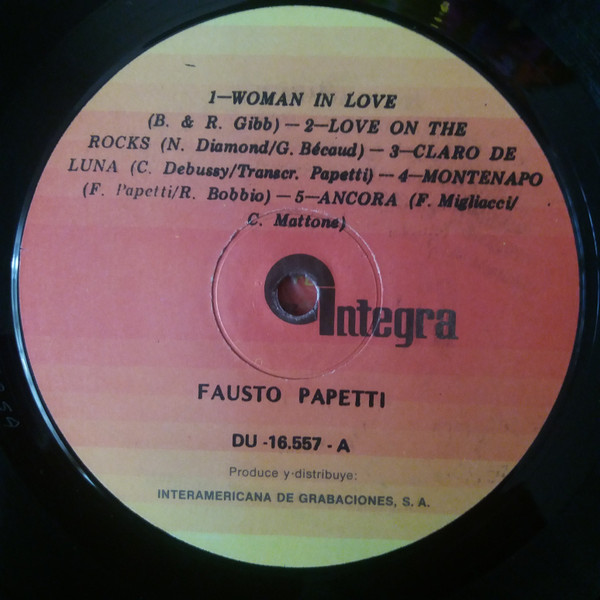 1—WOMAN IN LOVE
(B. & R. Gibb) — 2—LOVE ON THE
ROCKS (N. Diamond/G. Bécaud) — 3—CLARO DE
LUNA (C. Debussy/Transcr. Papetti) — 4—MONTENAPO
(F. Papetti/R. Bobbio) — 5—ANCORA (F. Migliacci/
C. Mattone)
Integra
FAUSTO PAPETTI
DU -16.557 - A
Produce y distribuye:
INTERAMERICANA DE GRABACIONES, S. A.